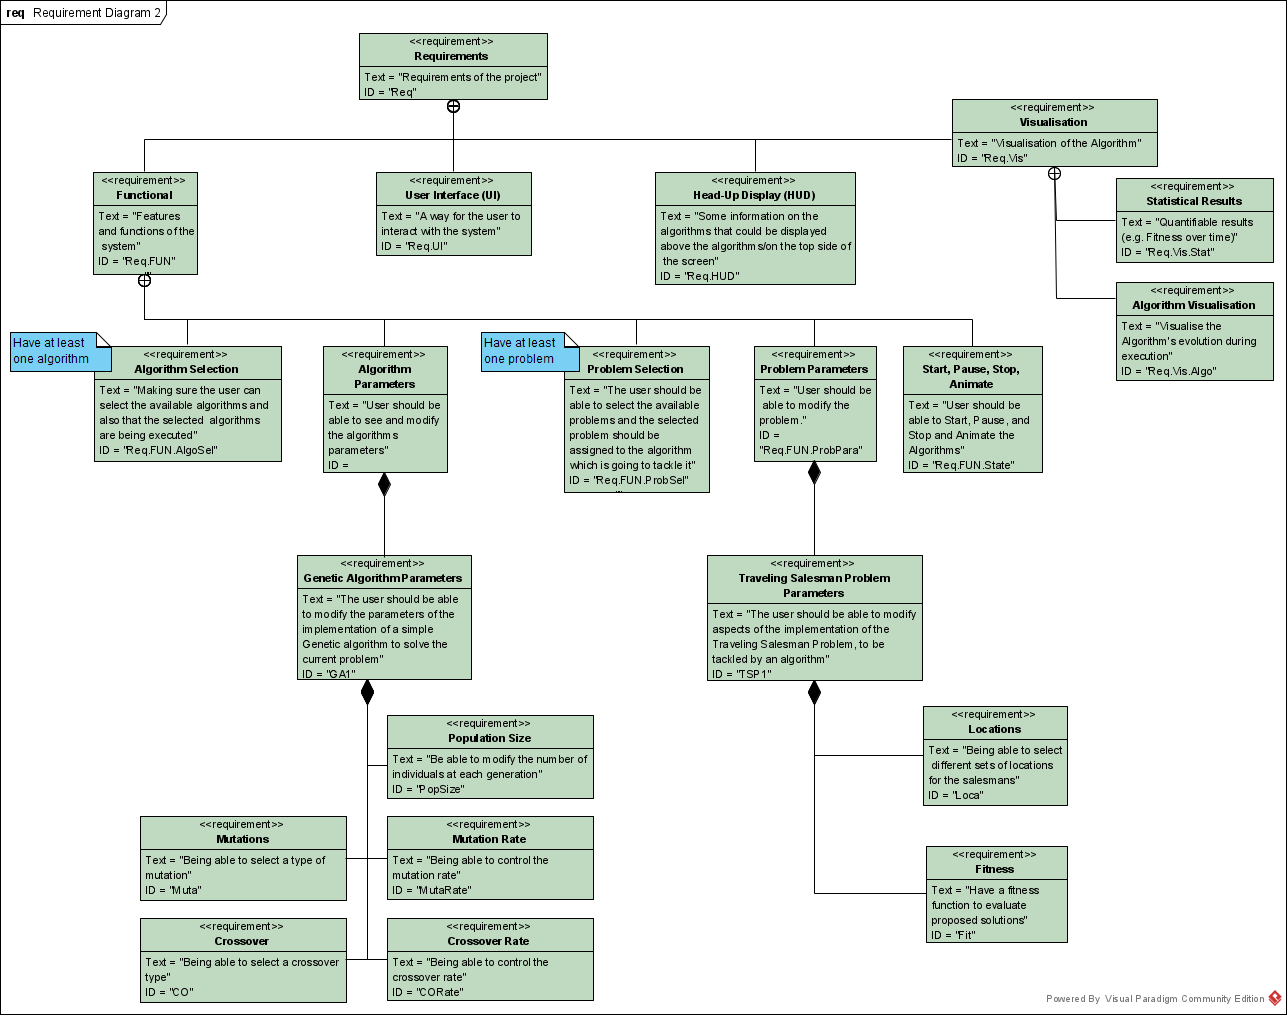 req Requirement Diagram 2
<<requirement>>
Requirements
Text = "Requirements of the project"
ID = "Req"
<<requirement>>
Visualisation
Text = "Visualisation of the Algorithm"
ID = "Req.Vis"
<<requirement>>
Functional
Text = "Features
and functions of the
system"
ID = "Req.FUN"
<<requirement>>
User Interface (UI)
Text = "A way for the user to
interact with the system"
ID = "Req.UI"
<<requirement>>
Head-Up Display (HUD)
Text = "Some information on the
algorithms that could be displayed
above the algorithms/on the top side of
the screen"
ID = "Req.HUD"
<<requirement>>
Statistical Results
Text = "Quantifiable results
(e.g. Fitness over time)"
ID = "Req.Vis.Stat"
<<requirement>>
Algorithm Visualisation
Text = "Visualise the
Algorithm's evolution during
execution"
ID = "Req.Vis.Algo"
Have at least
one algorithm
<<requirement>>
Algorithm Selection
Text = "Making sure the user can
select the available algorithms and
also that the selected algorithms
are being executed"
ID = "Req.FUN.AlgoSel"
<<requirement>>
Algorithm
Parameters
Text = "User should be
able to see and modify
the algorithms
parameters"
ID =
Have at least
one problem
<<requirement>>
Problem Selection
Text = "The user should be
able to select the available
problems and the selected
problem should be
assigned to the algorithm
which is going to tackle it"
ID = "Req.FUN.ProbSel"
<<requirement>>
Problem Parameters
Text = "User should be
able to modify the
problem."
ID =
"Req.FUN.ProbPara"
<<requirement>>
Start, Pause, Stop,
Animate
Text = "User should be
able to Start, Pause, and
Stop and Animate the
Algorithms"
ID = "Req.FUN.State"
<<requirement>>
Genetic Algorithm Parameters
Text = "The user should be able
to modify the parameters of the
implementation of a simple
Genetic algorithm to solve the
current problem"
ID = "GA1"
<<requirement>>
Traveling Salesman Problem
Parameters
Text = "The user should be able to modify
aspects of the implementation of the
Traveling Salesman Problem, to be
tackled by an algorithm"
ID = "TSP1"
<<requirement>>
Population Size
Text = "Be able to modify the number of
individuals at each generation"
ID = "PopSize"
<<requirement>>
Locations
Text = "Being able to select
different sets of locations
for the salesmans"
ID = "Loca"
<<requirement>>
Mutations
Text = "Being able to select a type of
mutation"
ID = "Muta"
<<requirement>>
Mutation Rate
Text = "Being able to control the
mutation rate"
ID = "MutaRate"
<<requirement>>
Fitness
Text = "Have a fitness
function to evaluate
proposed solutions"
ID = "Fit"
<<requirement>>
Crossover
Text = "Being able to select a crossover
type"
ID = "CO"
<<requirement>>
Crossover Rate
Text = "Being able to control the
crossover rate"
ID = "CORate"
Powered By Visual Paradigm Community Edition